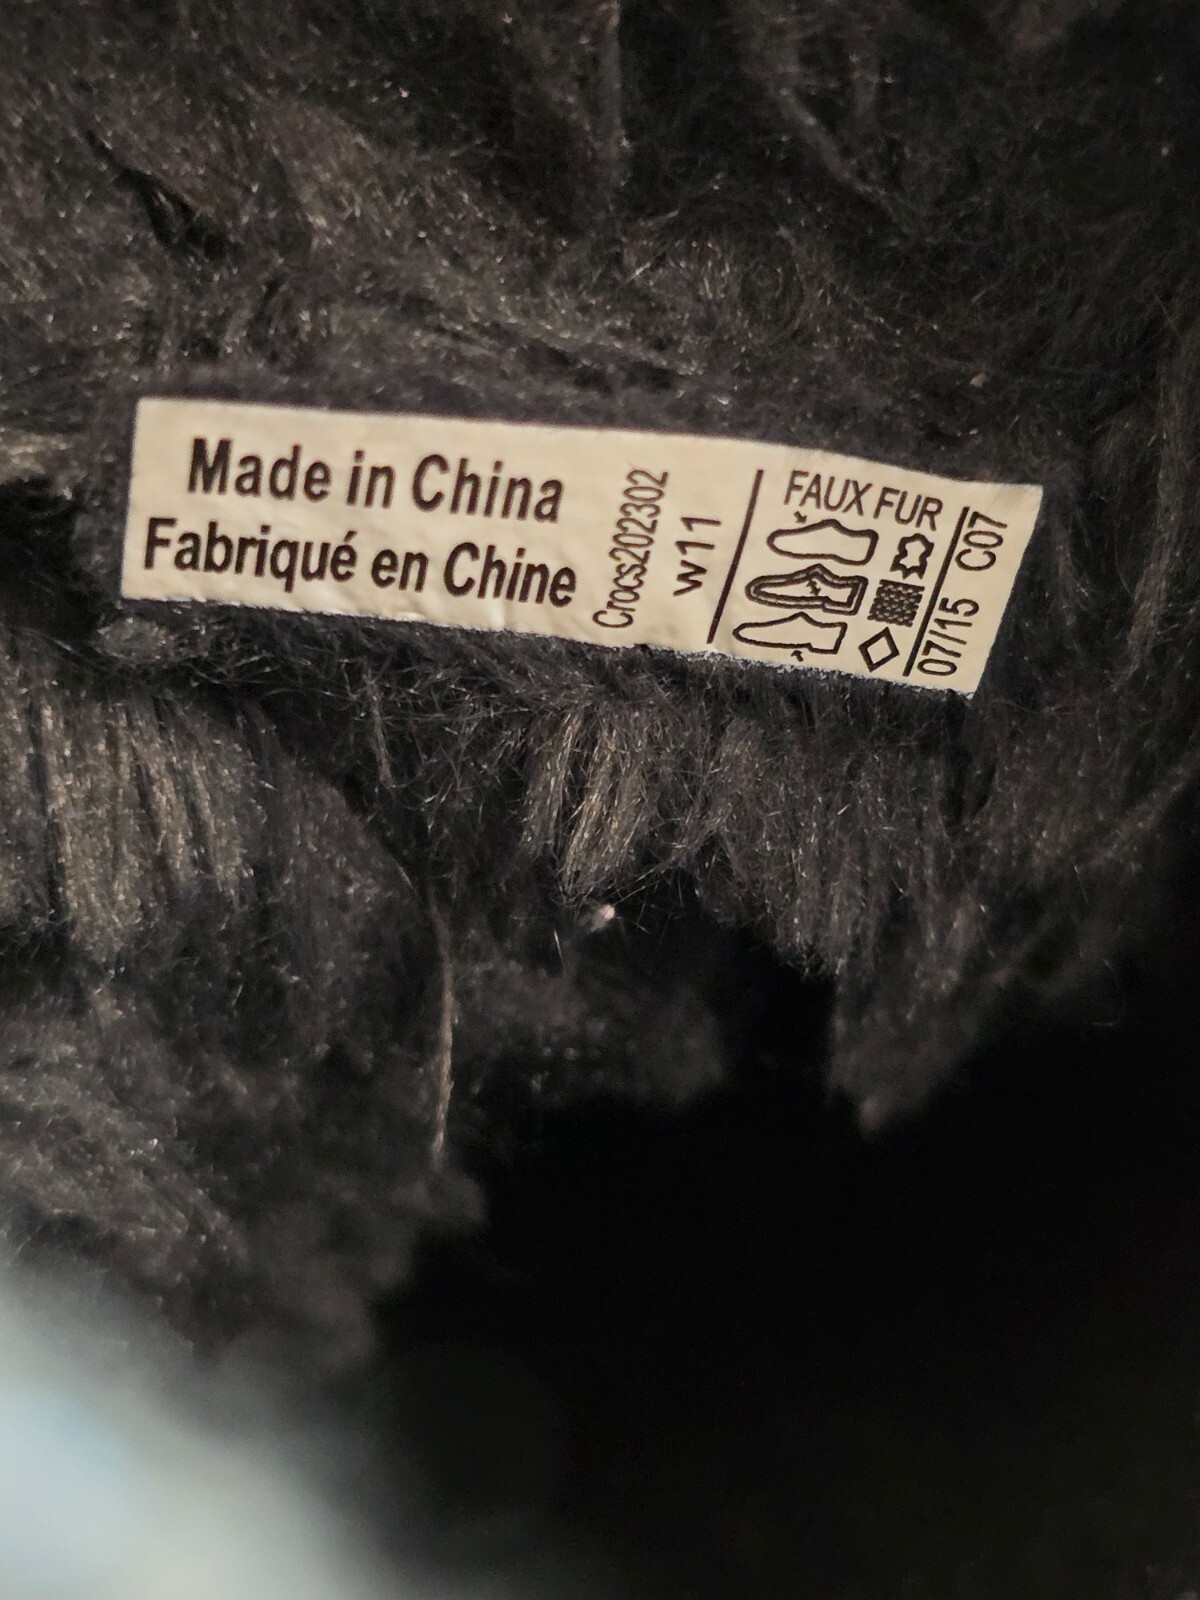 Made in China
Fabriqué en Chine
Crocs202302
W11
FAUX FUR
07/15 C07